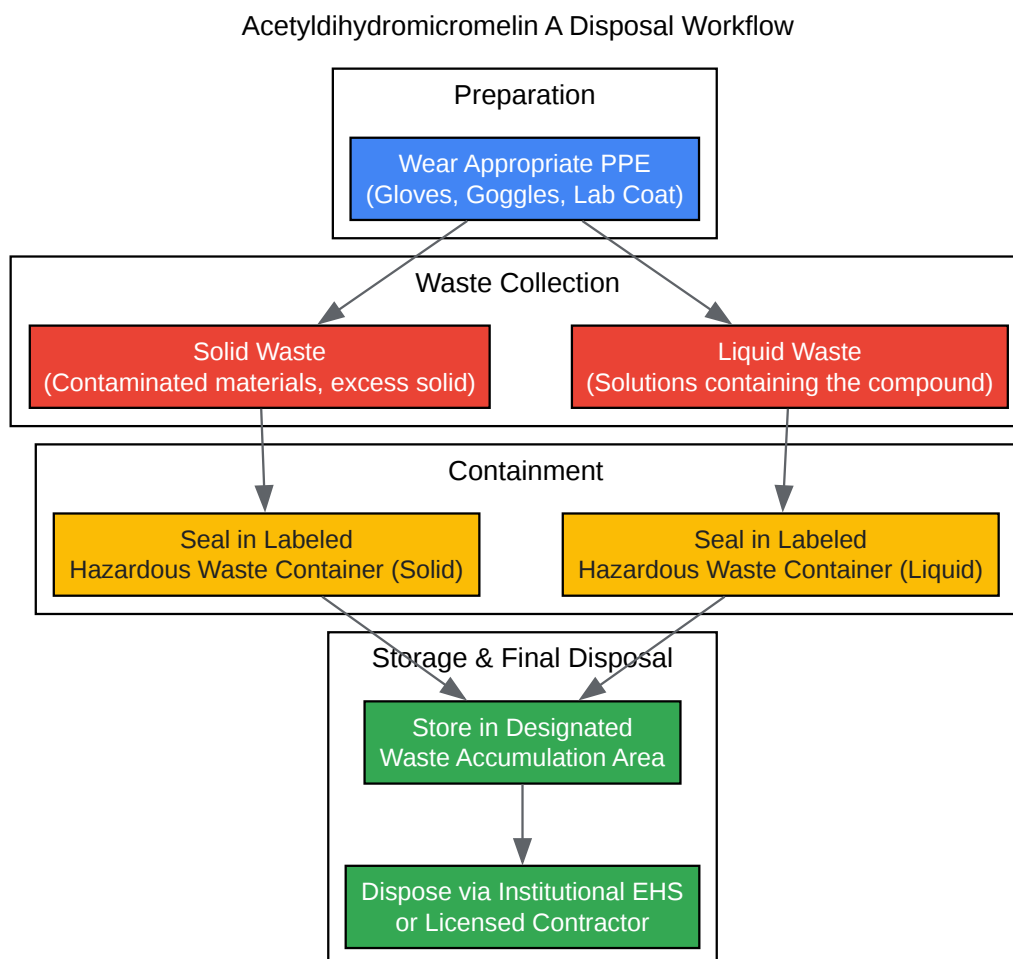 Acetyldihydromicromelin A Disposal Workflow
Preparation
Wear Appropriate PPE
(Gloves, Goggles, Lab Coat)
Waste Collection
Solid Waste
(Contaminated materials, excess solid)
Liquid Waste
(Solutions containing the compound)
Containment
Seal in Labeled
Hazardous Waste Container (Solid)
Seal in Labeled
Hazardous Waste Container (Liquid)
Storage & Final Disposal
Store in Designated
Waste Accumulation Area
Dispose via Institutional EHS
or Licensed Contractor